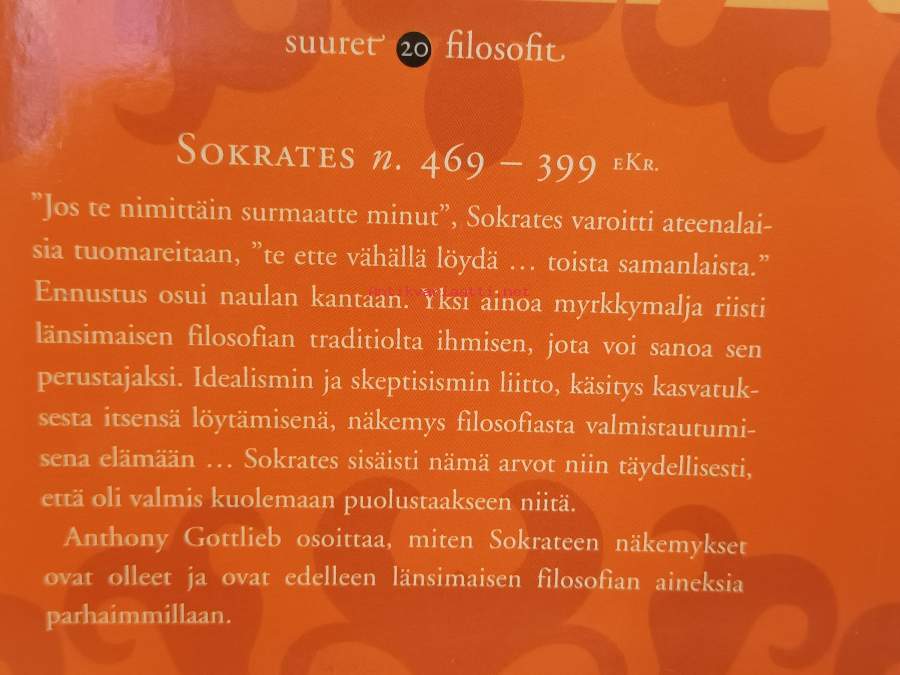 suuret 20 filosofit
SOKRATES n. 469 – 399 EKR.
”Jos te nimittäin surmaatte minut”, Sokrates varoitti ateenalai-
sia tuomareitaan, ”te ette vähällä löydä ... toista samanlaista.”
antikvariaatti.net
Ennustus osui naulan kantaan. Yksi ainoa myrkkymalja riisti
länsimaisen filosofian traditiolta ihmisen, jota voi sanoa sen
perustajaksi. Idealismin ja skeptisismin liitto, käsitys kasvatuk-
sesta itsensä löytämisenä, näkemys filosofiasta valmistautumi-
sena elämään ... Sokrates sisäisti nämä arvot niin täydellisesti,
että oli valmis kuolemaan puolustaakseen niitä.
Anthony Gottlieb osoittaa, miten Sokrateen näkemykset
ovat olleet ja ovat edelleen länsimaisen filosofian aineksia
parhaimmillaan.